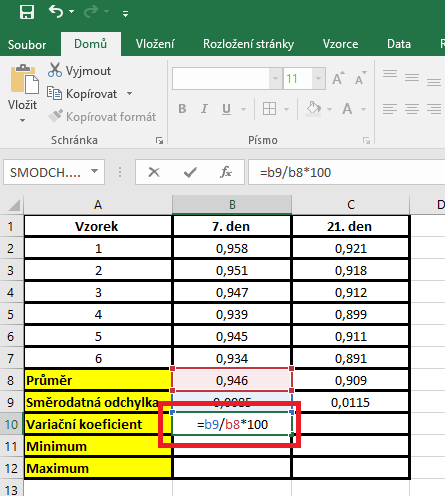 Soubor Domů Vložení Rozložení stránky Vzorce Data
Vložit
Vyjmout
Kopírovat
Kopírovat formát
11 A A
B I U A
Schránka Písmo
SMODCH.... fx =b9/b8*100
A B C D
1 Vzorek 7. den 21. den
2 1 0,958 0,921
3 2 0,951 0,918
4 3 0,947 0,912
5 4 0,939 0,899
6 5 0,945 0,911
7 6 0,934 0,891
8 Průměr 0,946 0,909
9 Směrodatná odchylka 0,0115
10 Variační koeficient =b9/b8*100
11 Minimum
12 Maximum
13